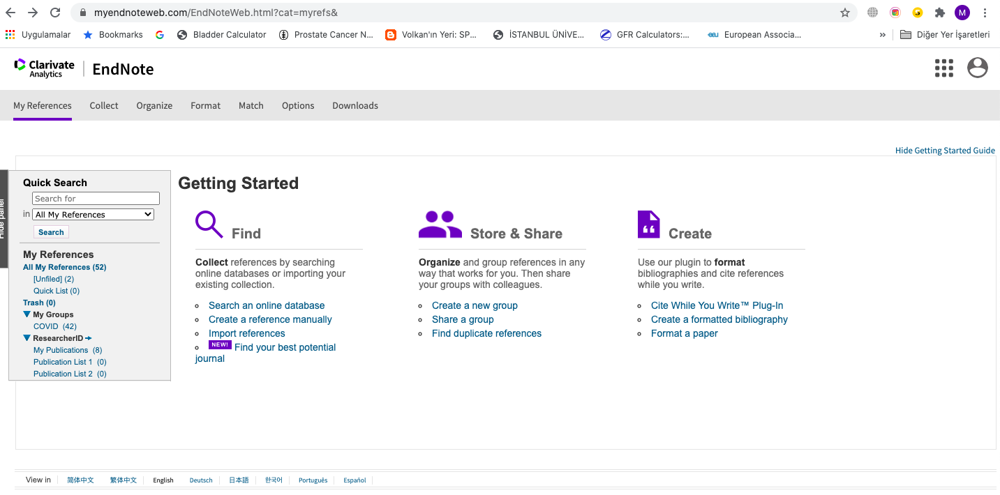 myendnoteweb.com/EndNoteWeb.html?cat=myrefs&
M
Uygulamalar Bookmarks Bladder Calculator Prostate Cancer N... Volkan'ın Yeri: SP... İSTANBUL ÜNİVE... GFR Calculators:... European Associa... » Diğer Yer İşaretleri
Clarivate Analytics | EndNote
My References Collect Organize Format Match Options Downloads
Hide Getting Started Guide
Hide panel
Quick Search
Search for
in All My References
Search
My References
All My References (52)
[Unfiled] (2)
Quick List (0)
Trash (0)
My Groups
COVID (42)
ResearcherID
My Publications (8)
Publication List 1 (0)
Publication List 2 (0)
Getting Started
Find
Collect references by searching
online databases or importing your
existing collection.
Search an online database
Create a reference manually
Import references
NEW! Find your best potential
journal
Store & Share
Organize and group references in any
way that works for you. Then share
your groups with colleagues.
Create a new group
Share a group
Find duplicate references
Create
Use our plugin to format
bibliographies and cite references
while you write.
Cite While You Write™ Plug-In
Create a formatted bibliography
Format a paper
View in 简体中文 繁体中文 English Deutsch 日本語 한국어 Português Español